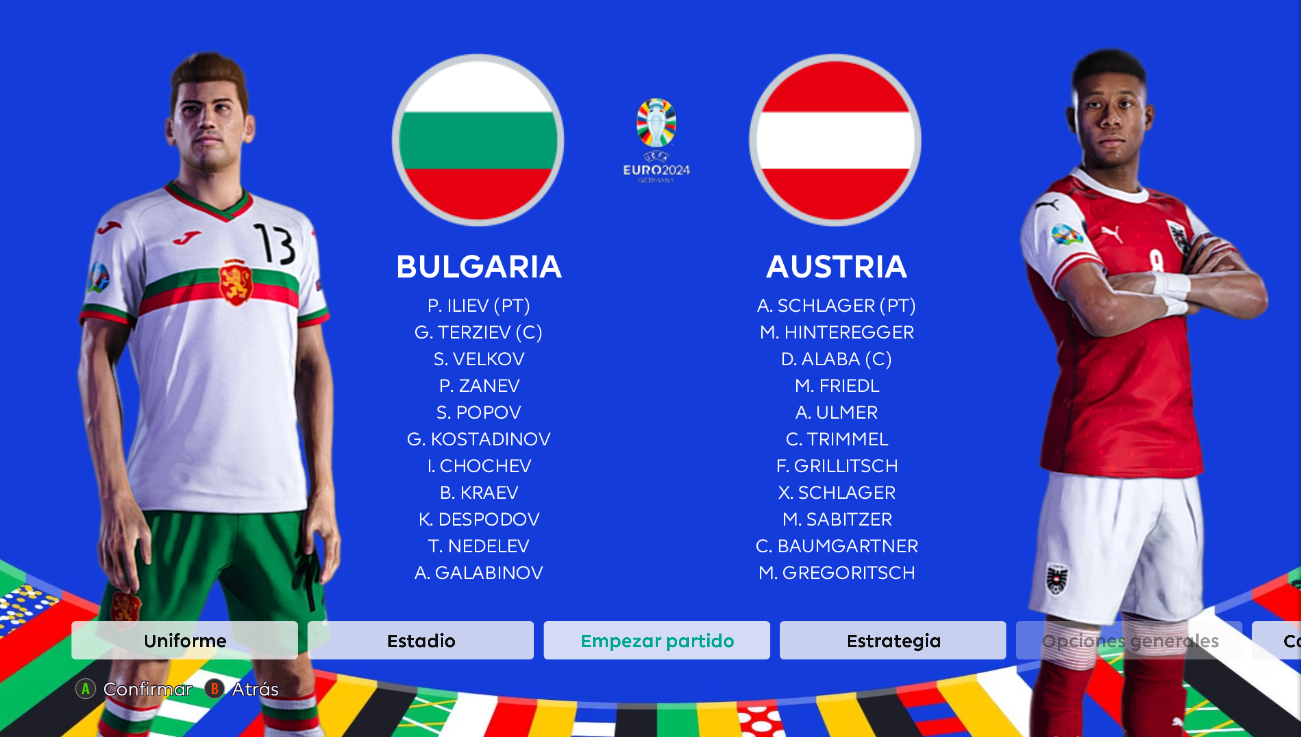 13
EURO2024
GERMANY
8
BULGARIA
P. ILIEV (PT)
G. TERZIEV (C)
S. VELKOV
P. ZANEV
S. POPOV
G. KOSTADINOV
I. CHOCHEV
B. KRAEV
K. DESPODOV
T. NEDELEV
A. GALABINOV
AUSTRIA
A. SCHLAGER (PT)
M. HINTEREGGER
D. ALABA (C)
M. FRIEDL
A. ULMER
C. TRIMMEL
F. GRILLITSCH
X. SCHLAGER
M. SABITZER
C. BAUMGARTNER
M. GREGORITSCH
Uniforme
Estadio
Empezar partido
Estrategia
Opciones generales
A Confirmar B Atrás